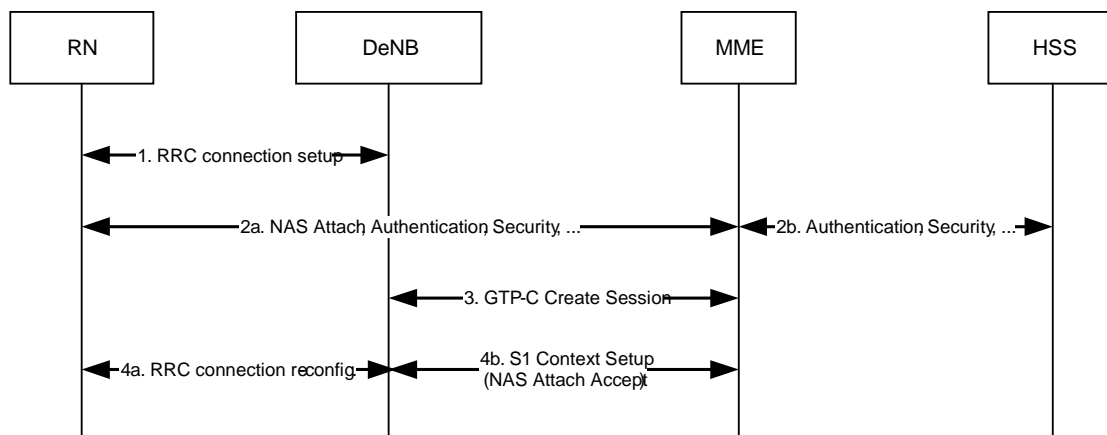 RN
DeNB
MME
HSS
1. RRC connection setup
2a. NAS Attach, Authentication, Security, ...
2b. Authentication, Security, ...
3. GTP-C Create Session
4a. RRC connection reconfig.
4b. S1 Context Setup
(NAS Attach Accept)